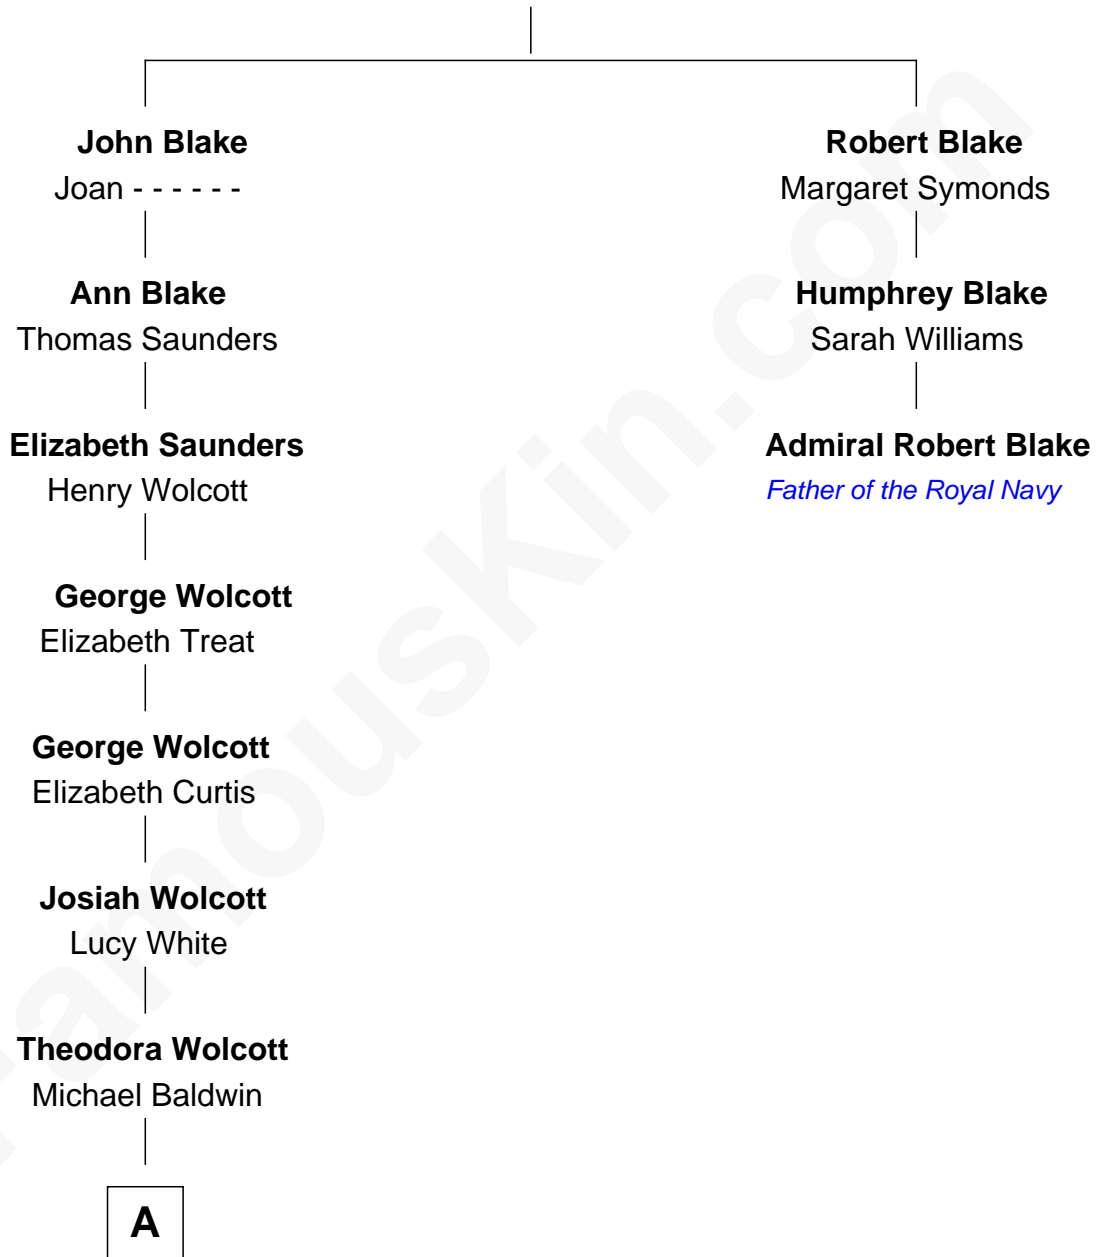 John Blake
Joan - - - - - -
Robert Blake
Margaret Symonds
Ann Blake
Thomas Saunders
Humphrey Blake
Sarah Williams
Elizabeth Saunders
Henry Wolcott
Admiral Robert Blake
Father of the Royal Navy
George Wolcott
Elizabeth Treat
George Wolcott
Elizabeth Curtis
Josiah Wolcott
Lucy White
Theodora Wolcott
Michael Baldwin
A
FamousKin.com